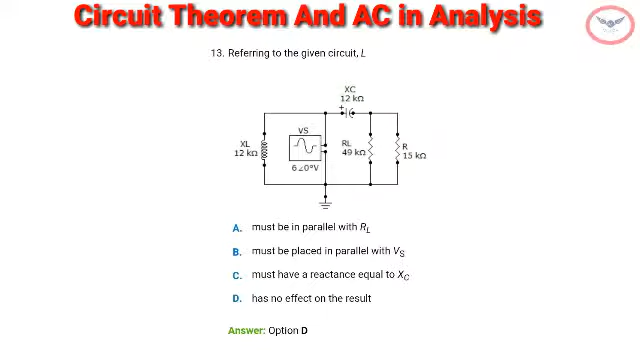 Circuit Theorem And AC in Analysis
13. Referring to the given circuit, L
XC
12 kΩ
+
VS
XL
12 kΩ
RL
49 kΩ
R
15 kΩ
6∠0°V
A. must be in parallel with RL
B. must be placed in parallel with VS
C. must have a reactance equal to XC
D. has no effect on the result
Answer: Option D